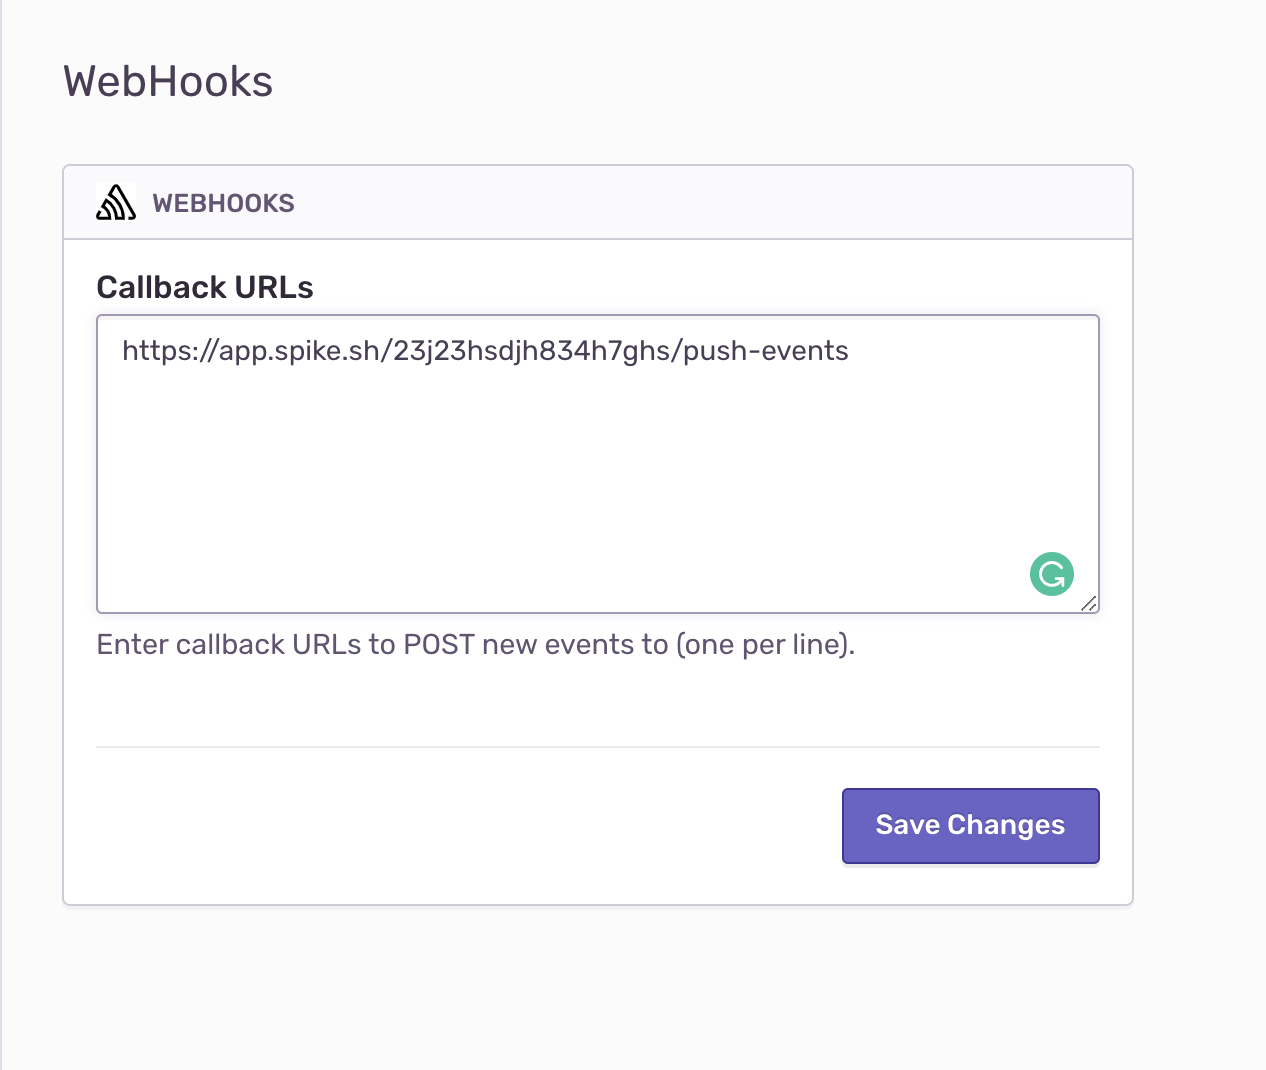 WebHooks
WEBHOOKS
Callback URLs
https://app.spike.sh/23j23hsdjh834h7ghs/push-events
Enter callback URLs to POST new events to (one per line).
Save Changes